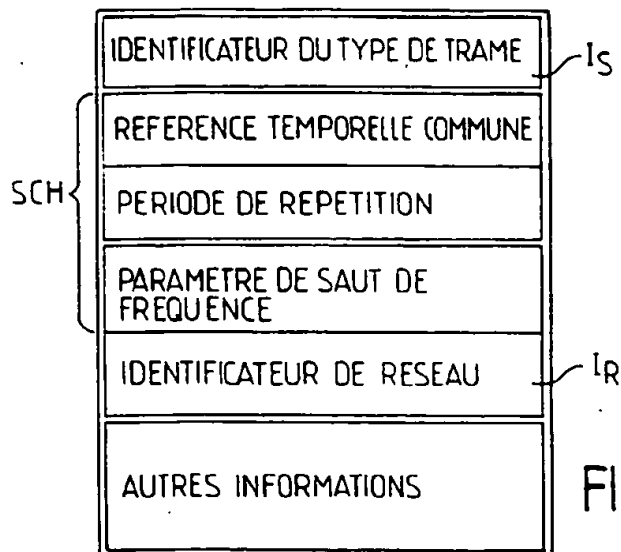 IDENTIFICATEUR DU TYPE DE TRAME
IS
REFERENCE TEMPORELLE COMMUNE
SCH
PERIODE DE REPETITION
PARAMETRE DE SAUT DE
FREQUENCE
IDENTIFICATEUR DE RESEAU
IR
AUTRES INFORMATIONS
FI